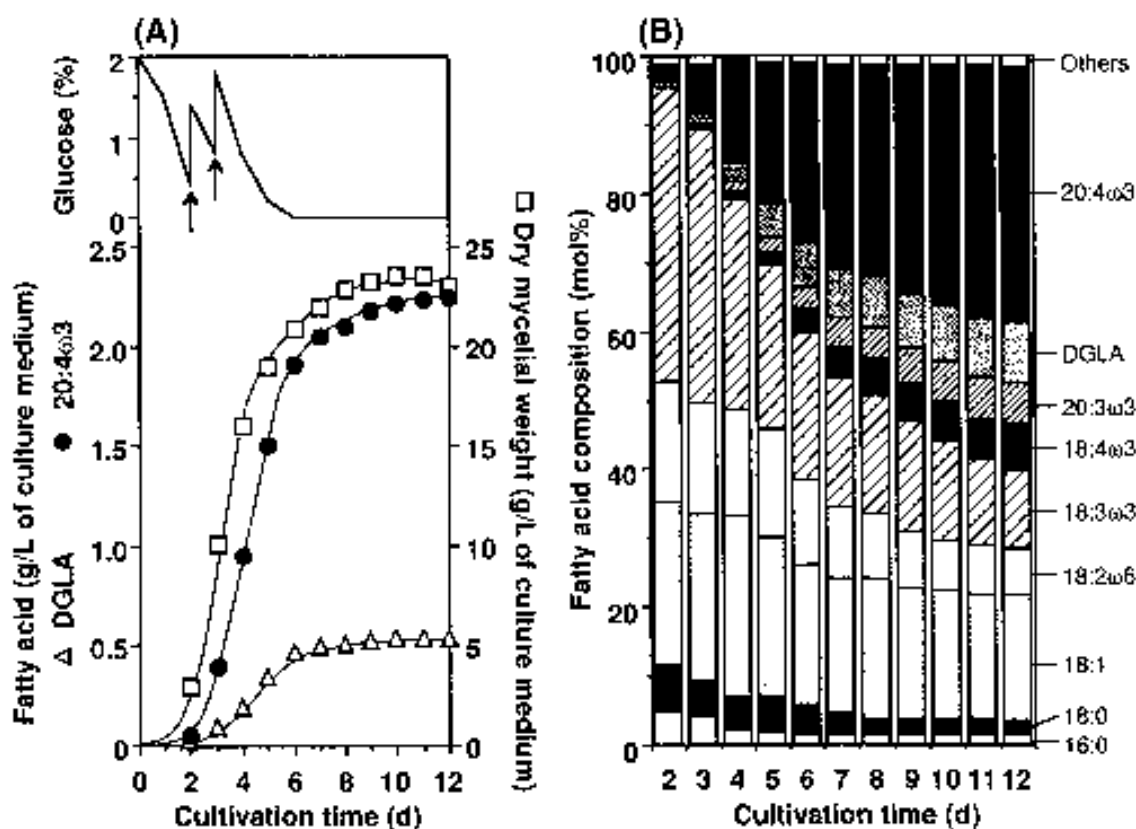 (A)
Glucose (%)
2
1
0
Fatty acid (g/L of culture medium)
△ DGLA ● 20:4ω3
2.5
2.0
1.5
1.0
0.5
0
□ Dry mycelial weight (g/L of culture medium)
25
20
15
10
5
0
0 2 4 6 8 10 12
Cultivation time (d)
(B)
Fatty acid composition (mol%)
100
80
60
40
20
0
2 3 4 5 6 7 8 9 10 11 12
Cultivation time (d)
Others
20:4ω3
DGLA
20:3ω3
18:4ω3
18:3ω3
18:2ω6
18:1
18:0
16:0